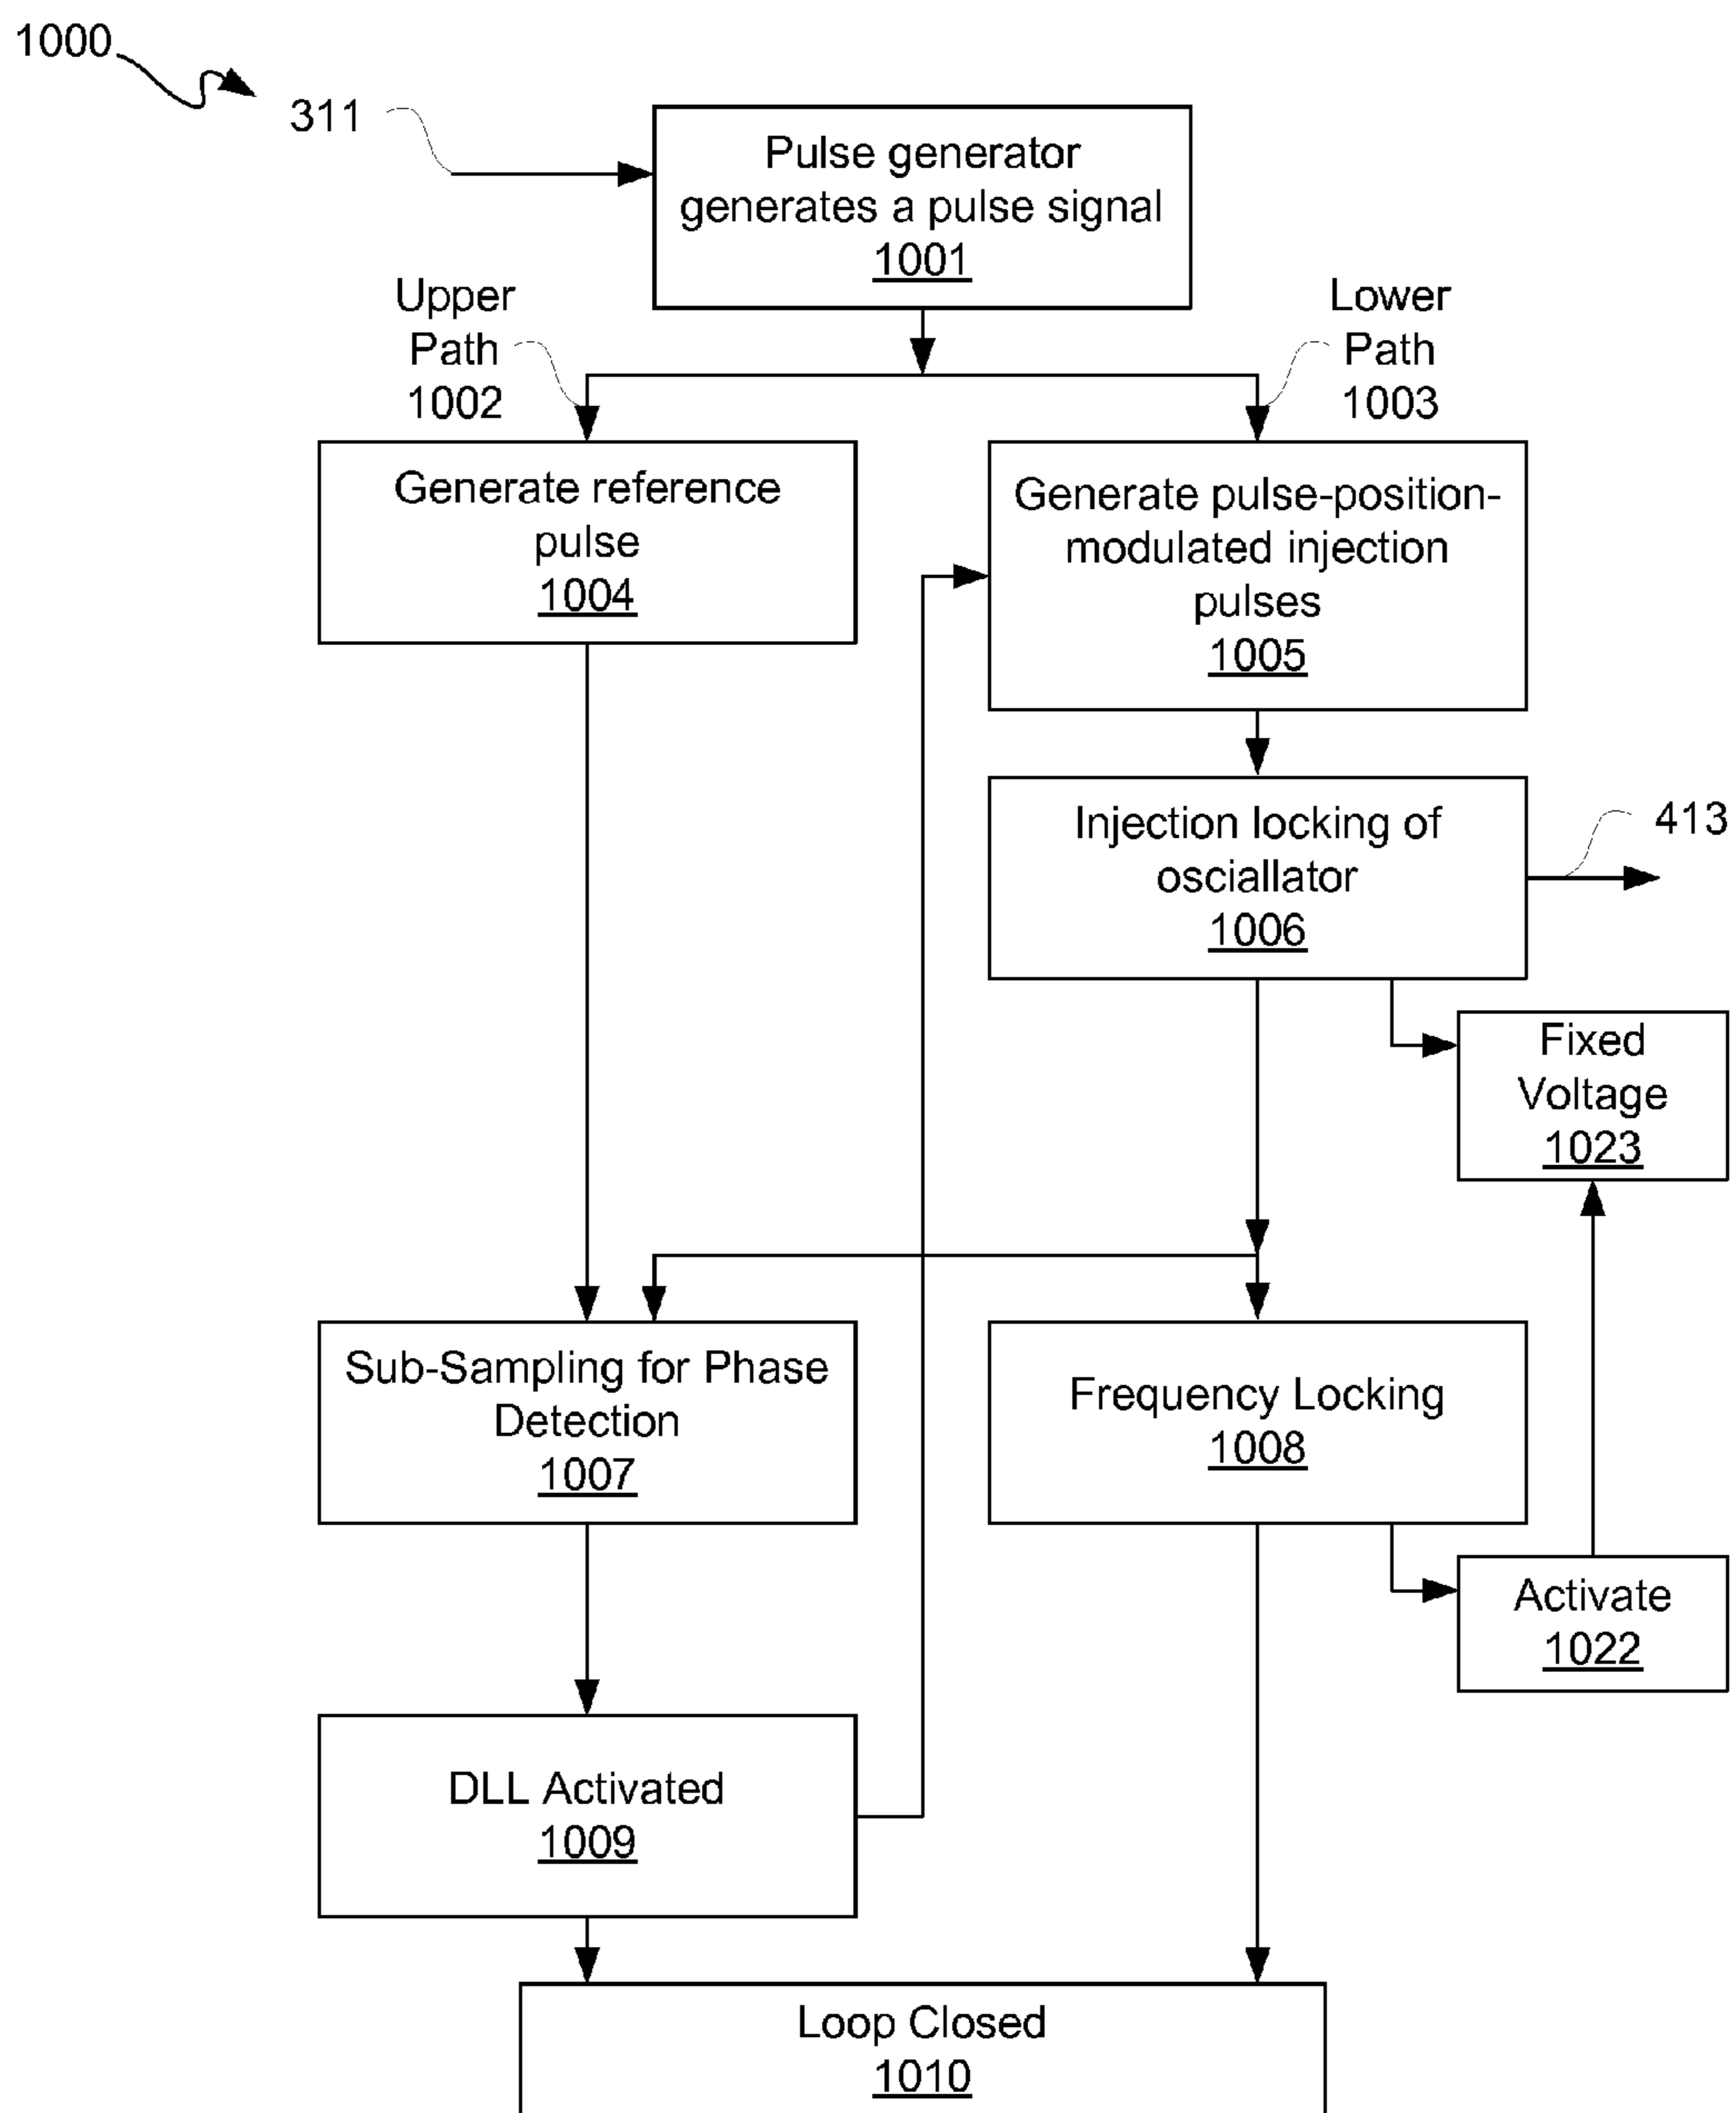 1000
311
Pulse generator
generates a pulse signal
1001
Upper
Path
1002
Lower
Path
1003
Generate reference
pulse
1004
Generate pulse-position-
modulated injection
pulses
1005
Injection locking of
osciallator
1006
413
Fixed
Voltage
1023
Sub-Sampling for Phase
Detection
1007
Frequency Locking
1008
Activate
1022
DLL Activated
1009
Loop Closed
1010